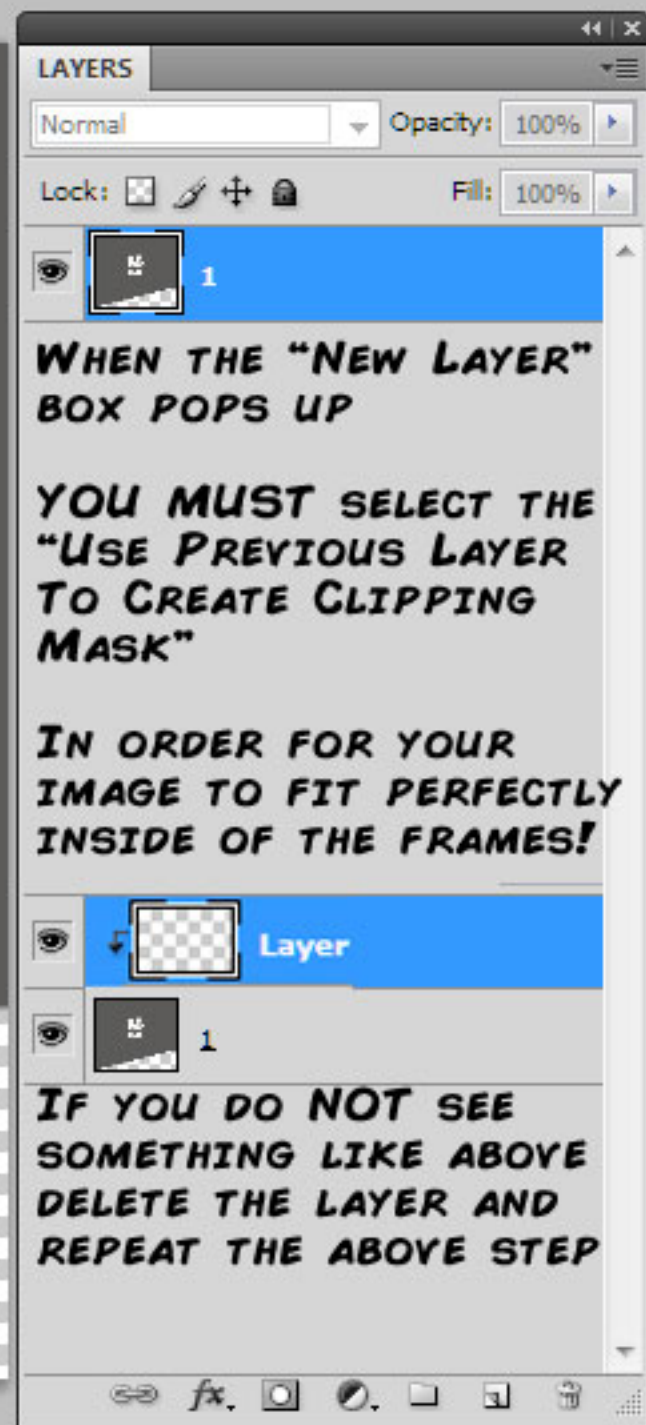 LAYERS
Normal Opacity: 100%
Lock: Fill: 100%
1
WHEN THE “NEW LAYER”
BOX POPS UP
YOU MUST SELECT THE
“USE PREVIOUS LAYER
TO CREATE CLIPPING
MASK”
IN ORDER FOR YOUR
IMAGE TO FIT PERFECTLY
INSIDE OF THE FRAMES!
Layer
1
IF YOU DO NOT SEE
SOMETHING LIKE ABOVE
DELETE THE LAYER AND
REPEAT THE ABOVE STEP
fx.